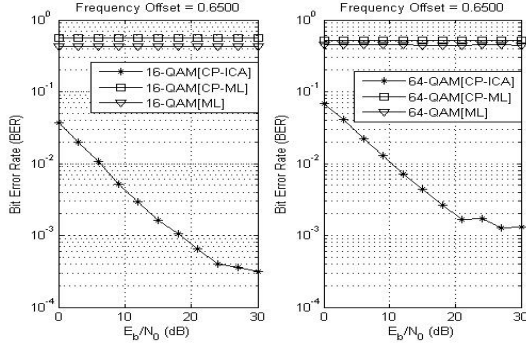 Frequency Offset = 0.6500
10^0
10^-1
10^-2
10^-3
10^-4
Bit Error Rate (BER)
16-QAM[CP-ICA]
16-QAM[CP-ML]
16-QAM[ML]
0 10 20 30
E_b/N_0 (dB)
Frequency Offset = 0.6500
10^0
10^-1
10^-2
10^-3
10^-4
Bit Error Rate (BER)
64-QAM[CP-ICA]
64-QAM[CP-ML]
64-QAM[ML]
0 10 20 30
E_b/N_0 (dB)